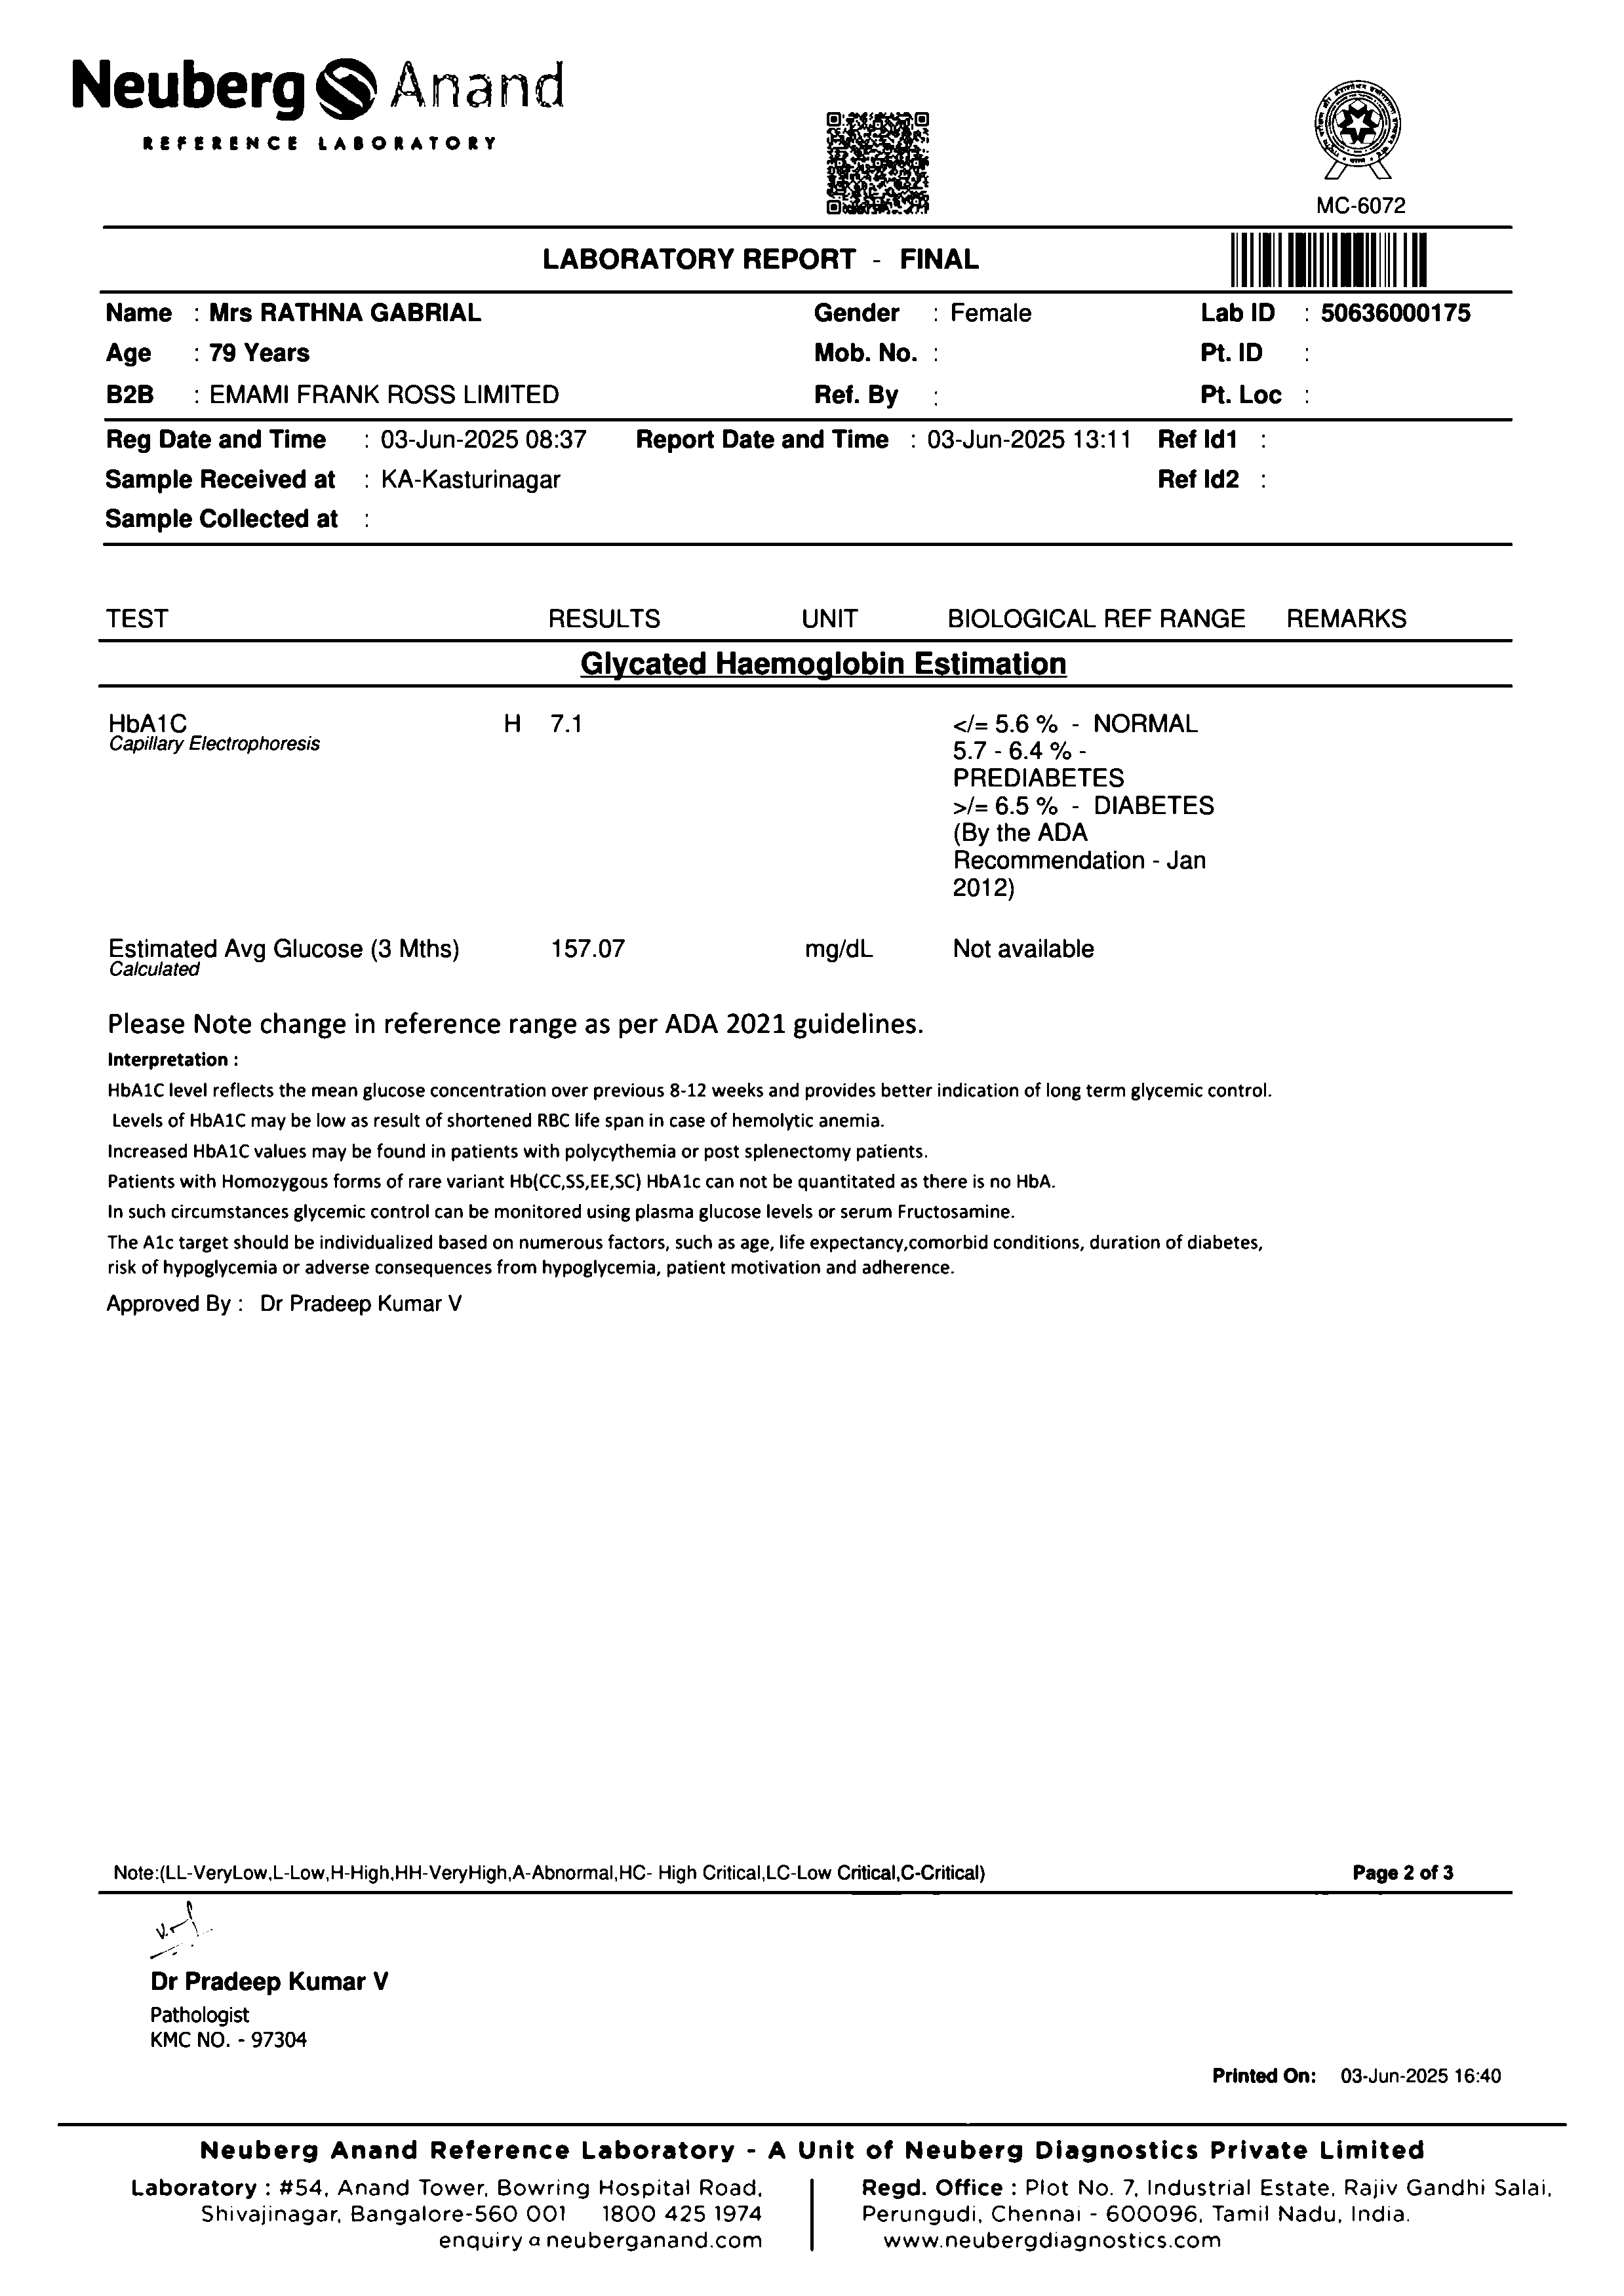 Neuberg Anand
REFERENCE LABORATORY
MC-6072
LABORATORY REPORT - FINAL
Name : Mrs RATHNA GABRIAL Gender : Female Lab ID : 50636000175
Age : 79 Years Mob. No. : Pt. ID :
B2B : EMAMI FRANK ROSS LIMITED Ref. By : Pt. Loc :
Reg Date and Time : 03-Jun-2025 08:37 Report Date and Time : 03-Jun-2025 13:11 Ref Id1 :
Sample Received at : KA-Kasturinagar Ref Id2 :
Sample Collected at :
TEST RESULTS UNIT BIOLOGICAL REF RANGE REMARKS
Glycated Haemoglobin Estimation
HbA1C H 7.1 </= 5.6 % - NORMAL
Capillary Electrophoresis
5.7 - 6.4 % -
PREDIABETES
>/= 6.5 % - DIABETES
(By the ADA
Recommendation - Jan
2012)
Estimated Avg Glucose (3 Mths) 157.07 mg/dL Not available
Calculated
Please Note change in reference range as per ADA 2021 guidelines.
Interpretation :
HbA1C level reflects the mean glucose concentration over previous 8-12 weeks and provides better indication of long term glycemic control.
Levels of HbA1C may be low as result of shortened RBC life span in case of hemolytic anemia.
Increased HbA1C values may be found in patients with polycythemia or post splenectomy patients.
Patients with Homozygous forms of rare variant Hb(CC,SS,EE,SC) HbA1c can not be quantitated as there is no HbA.
In such circumstances glycemic control can be monitored using plasma glucose levels or serum Fructosamine.
The A1c target should be individualized based on numerous factors, such as age, life expectancy,comorbid conditions, duration of diabetes,
risk of hypoglycemia or adverse consequences from hypoglycemia, patient motivation and adherence.
Approved By : Dr Pradeep Kumar V
Note:(LL-VeryLow,L-Low,H-High,HH-VeryHigh,A-Abnormal,HC- High Critical,LC-Low Critical,C-Critical) Page 2 of 3
Dr Pradeep Kumar V
Pathologist
KMC NO. - 97304
Printed On: 03-Jun-2025 16:40
Neuberg Anand Reference Laboratory - A Unit of Neuberg Diagnostics Private Limited
Laboratory : #54, Anand Tower, Bowring Hospital Road,
Shivajinagar, Bangalore-560 001 1800 425 1974
enquiry@neuberganand.com
Regd. Office : Plot No. 7, Industrial Estate, Rajiv Gandhi Salai,
Perungudi, Chennai - 600096, Tamil Nadu, India.
www.neubergdiagnostics.com